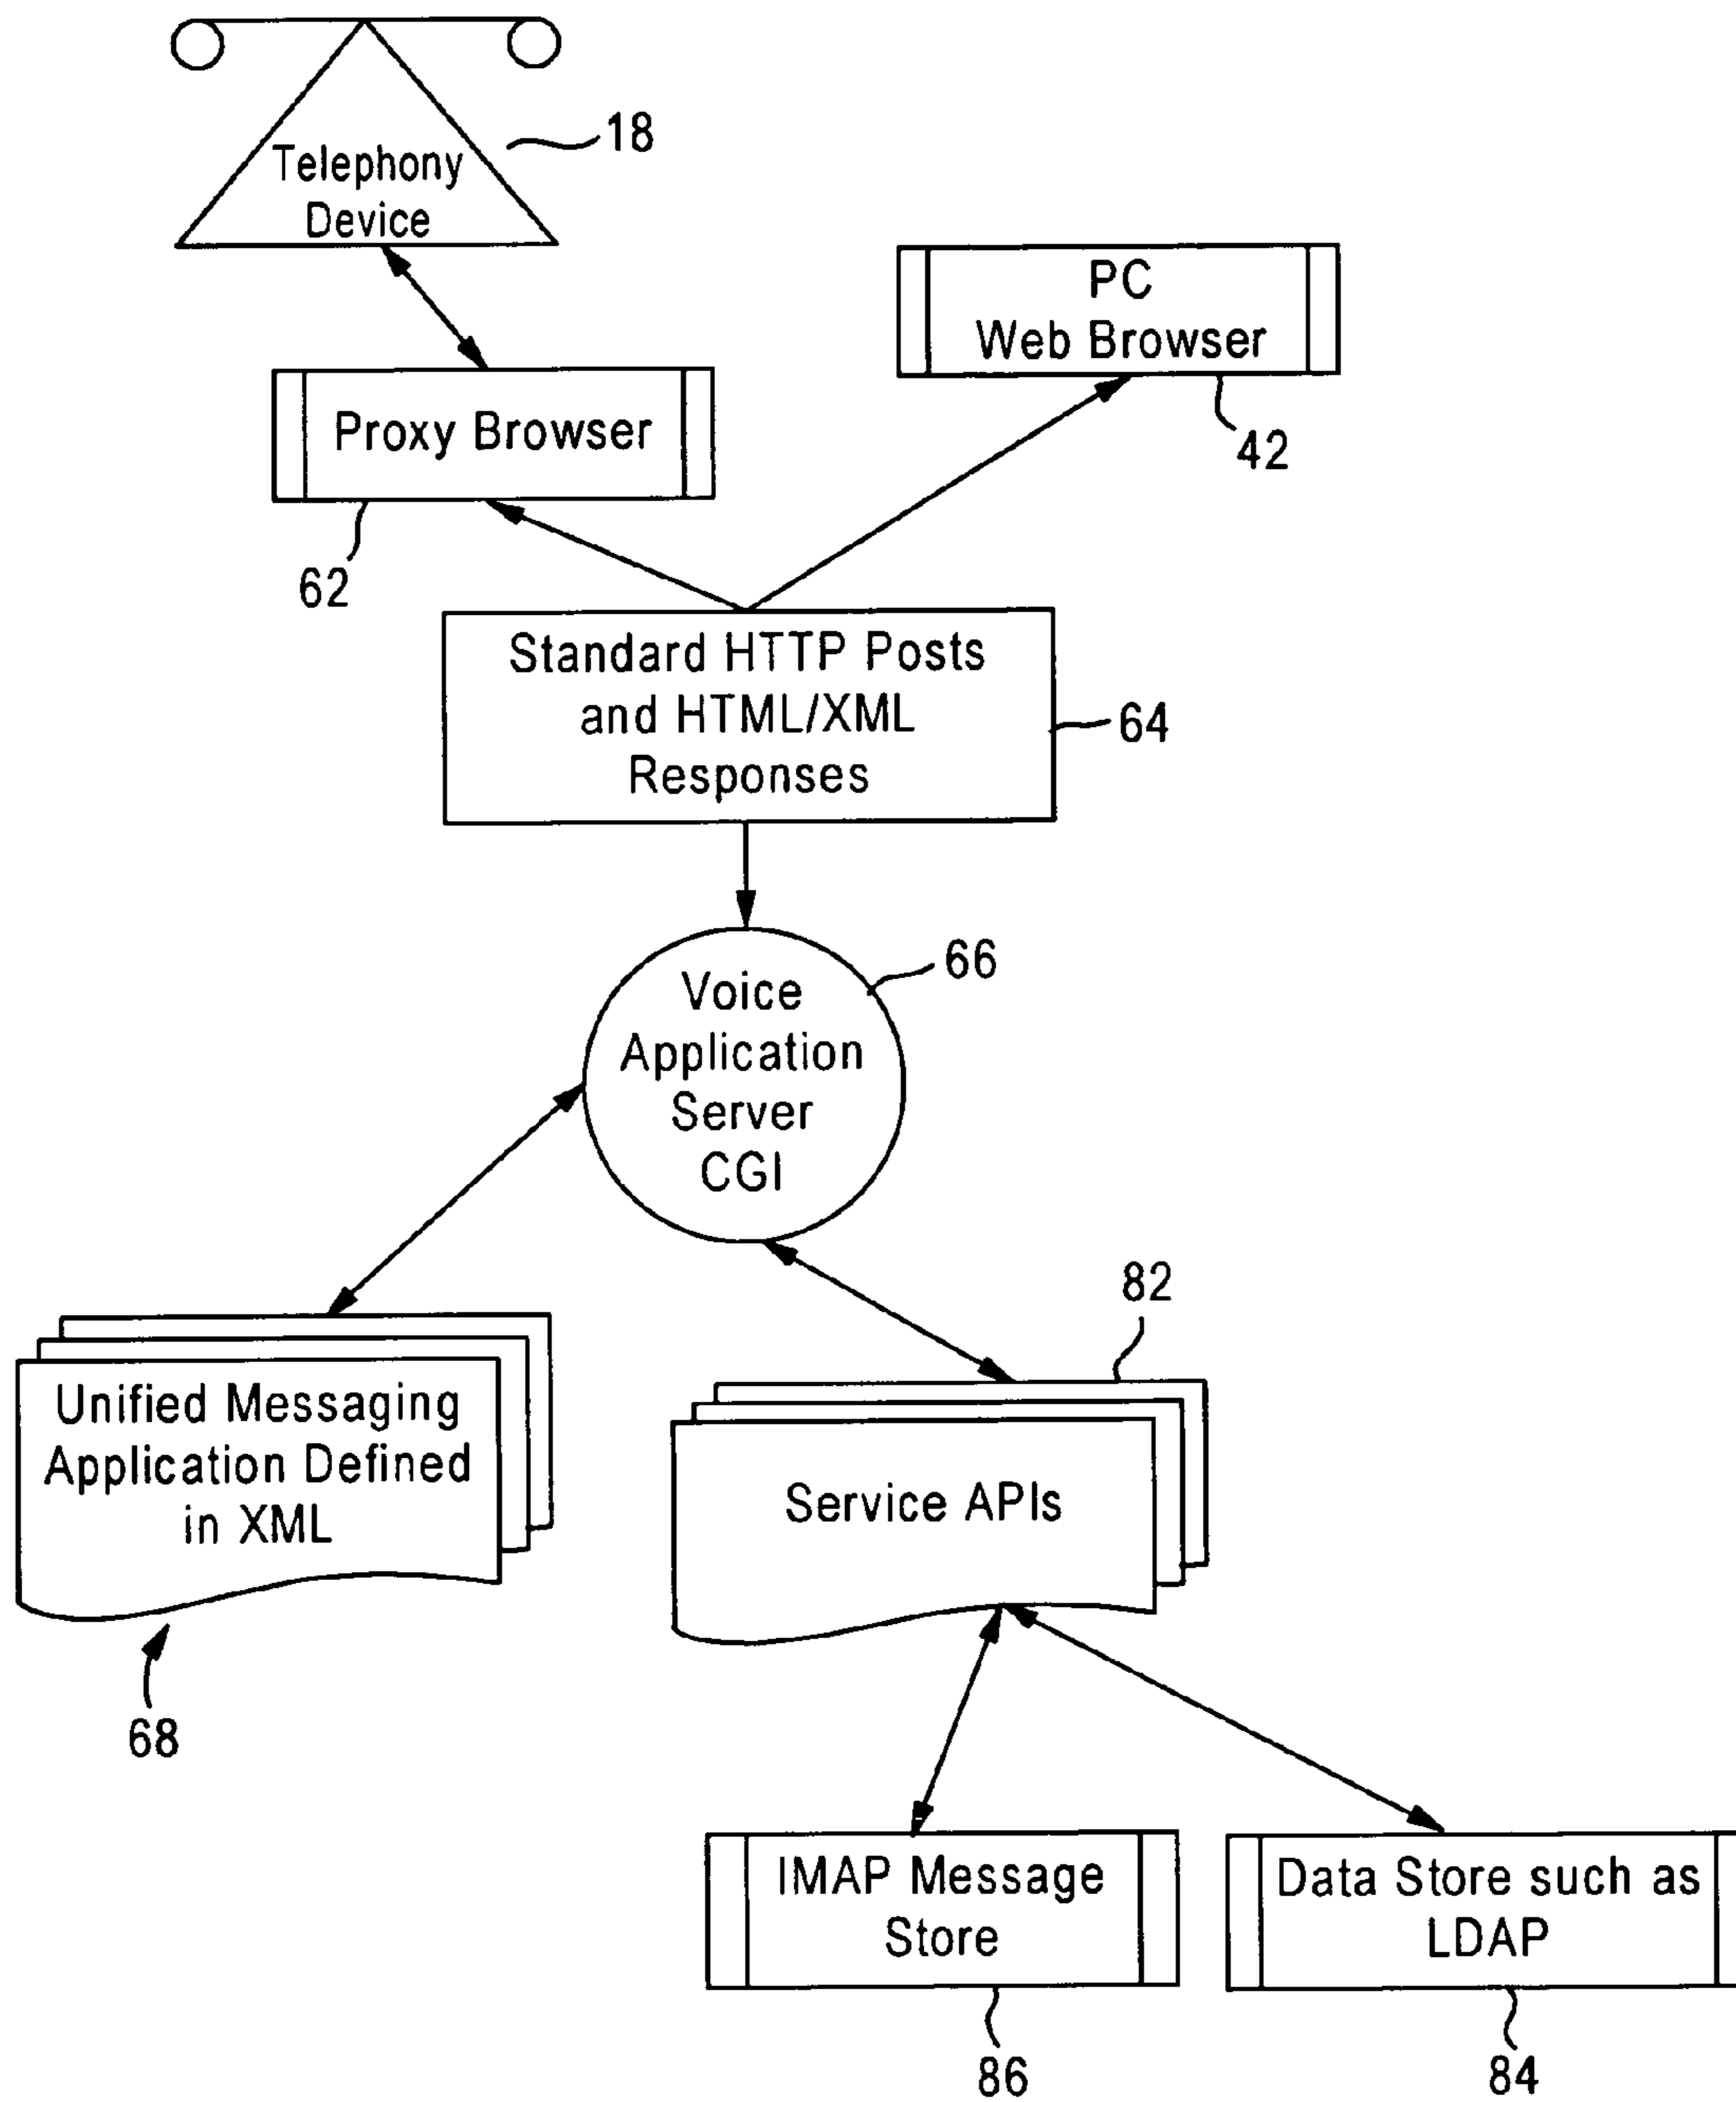 18
Telephony
Device
PC
Web Browser
42
Proxy Browser
62
Standard HTTP Posts
and HTML/XML
Responses
64
66
Voice
Application
Server
CGI
82
Unified Messaging
Application Defined
in XML
68
Service APIs
IMAP Message
Store
86
Data Store such as
LDAP
84